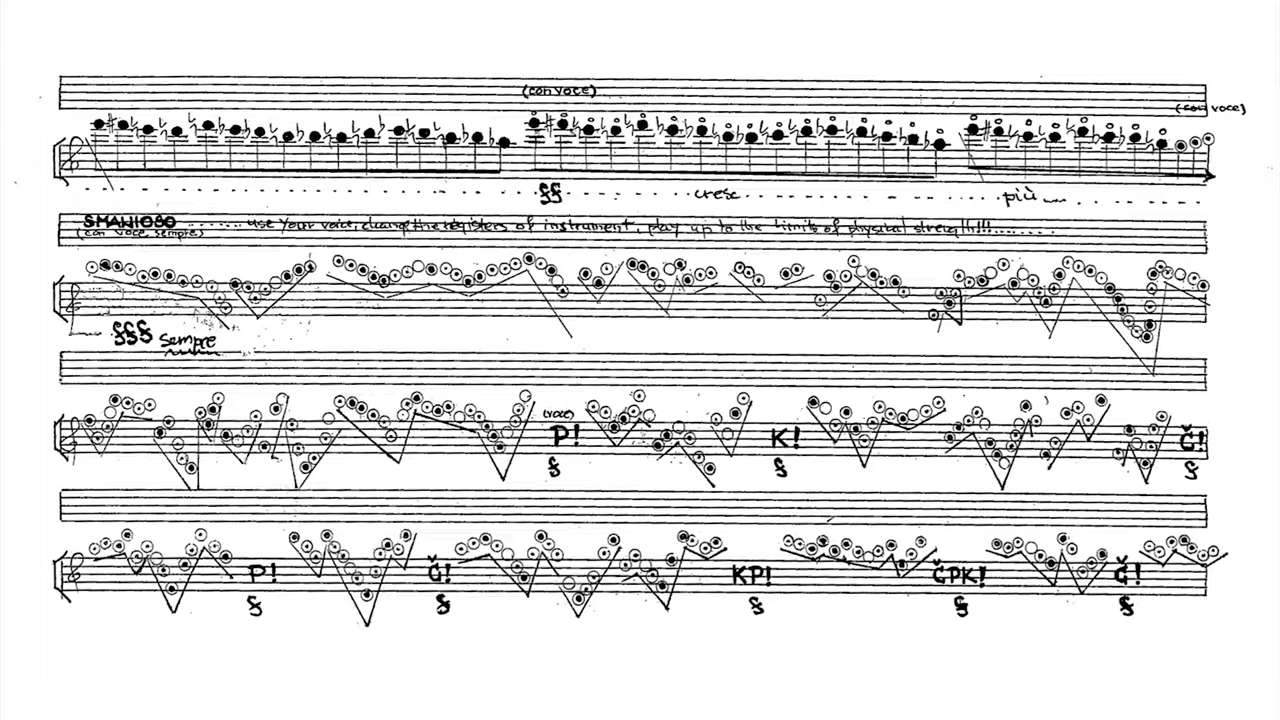 (con voce)
(con voce)
ff cresc più
SMANIOSO ........ use your voice, change the registers of instrument, play up to the limits of physical strength!!!........
(con voce sempre)
fff sempre
(voce)
P! K! Č!
f f f
P! Č! KP! ČPK! Č!
f f f f f